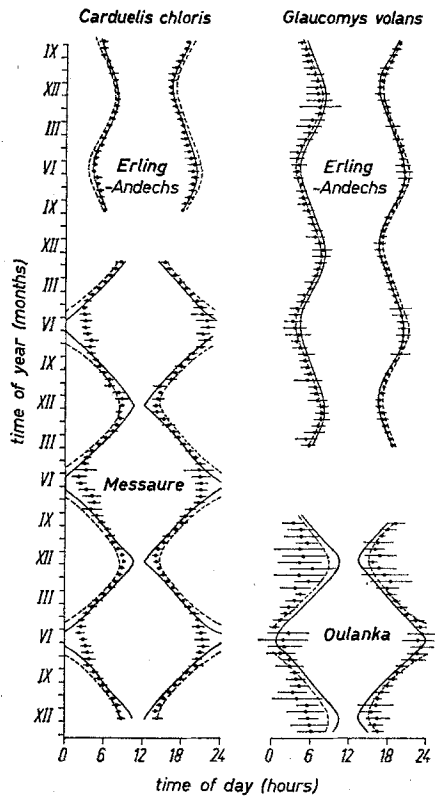 Carduelis chloris
Glaucomys volans
IX
XII
III
VI
IX
XII
III
VI
IX
XII
III
VI
IX
XII
III
VI
IX
XII
Erling
-Andechs
Erling
-Andechs
Messaure
Oulanka
time of year (months)
0 6 12 18 24
0 6 12 18 24
time of day (hours)